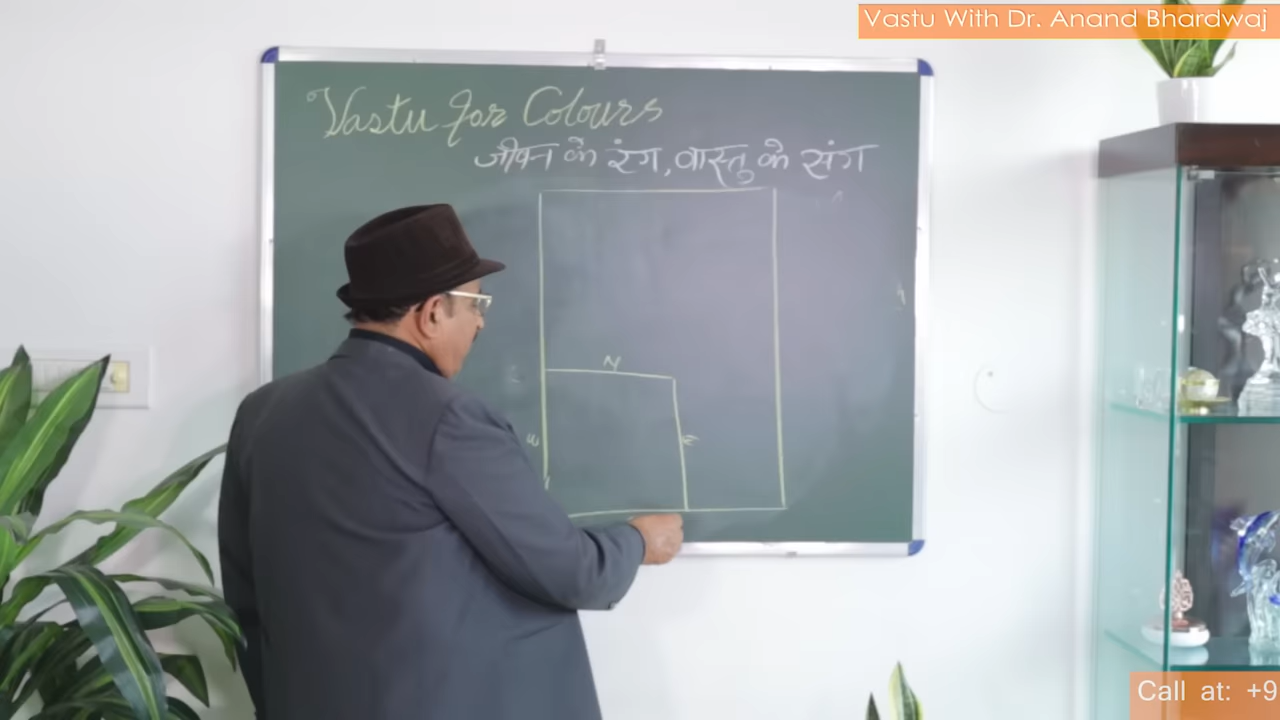 Vastu With Dr. Anand Bhardwaj
Vastu for Colours
जीवन के रंग, वास्तु के संग
N
W
E
Call at: +9